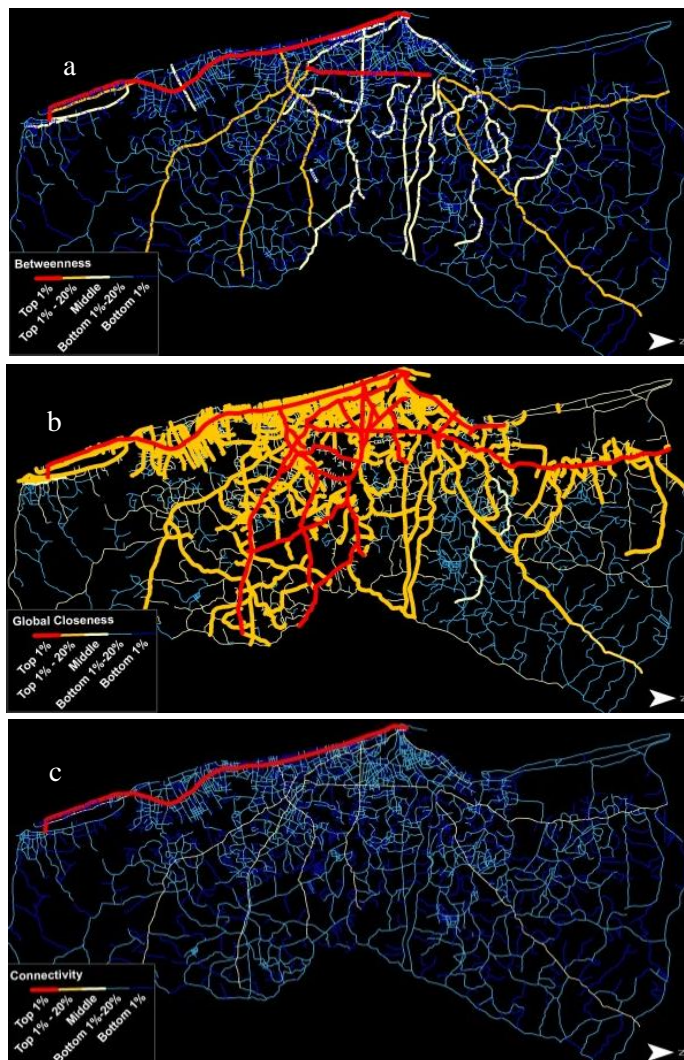 a
Betweenness
Top 1%
Top 1% - 20%
Middle
Bottom 1%-20%
Bottom 1%
b
Global Closeness
Top 1%
Top 1% - 20%
Middle
Bottom 1%-20%
Bottom 1%
c
Connectivity
Top 1%
Top 1% - 20%
Middle
Bottom 1%-20%
Bottom 1%